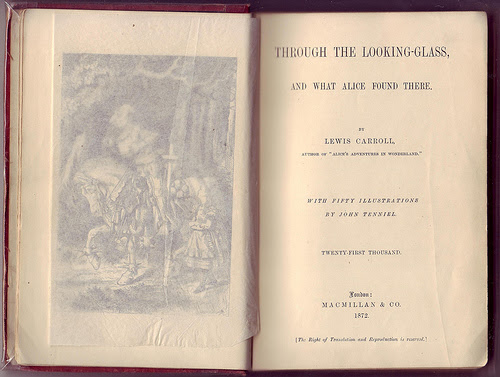 THROUGH THE LOOKING-GLASS,
AND WHAT ALICE FOUND THERE.
BY
LEWIS CARROLL,
AUTHOR OF "ALICE'S ADVENTURES IN WONDERLAND."
WITH FIFTY ILLUSTRATIONS
BY JOHN TENNIEL.
TWENTY-FIRST THOUSAND.
London:
MACMILLAN & CO.
1872.
[The Right of Translation and Reproduction is reserved.]